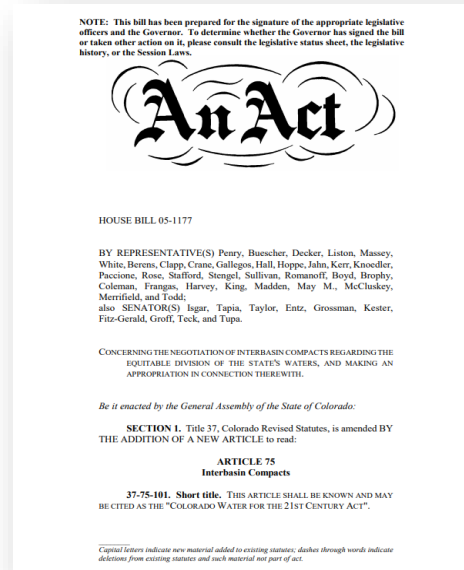 NOTE: This bill has been prepared for the signature of the appropriate legislative
officers and the Governor. To determine whether the Governor has signed the bill
or taken other action on it, please consult the legislative status sheet, the legislative
history, or the Session Laws.
An Act
HOUSE BILL 05-1177
BY REPRESENTATIVE(S) Penry, Buescher, Decker, Liston, Massey,
White, Berens, Clapp, Crane, Gallegos, Hall, Hoppe, Jahn, Kerr, Knoedler,
Paccione, Rose, Stafford, Stengel, Sullivan, Romanoff, Boyd, Brophy,
Coleman, Frangas, Harvey, King, Madden, May M., McCluskey,
Merrifield, and Todd;
also SENATOR(S) Isgar, Tapia, Taylor, Entz, Grossman, Kester,
Fitz-Gerald, Groff, Teck, and Tupa.
CONCERNING THE NEGOTIATION OF INTERBASIN COMPACTS REGARDING THE
EQUITABLE DIVISION OF THE STATE'S WATERS, AND MAKING AN
APPROPRIATION IN CONNECTION THEREWITH.
Be it enacted by the General Assembly of the State of Colorado:
SECTION 1. Title 37, Colorado Revised Statutes, is amended BY
THE ADDITION OF A NEW ARTICLE to read:
ARTICLE 75
Interbasin Compacts
37-75-101. Short title. THIS ARTICLE SHALL BE KNOWN AND MAY
BE CITED AS THE "COLORADO WATER FOR THE 21ST CENTURY ACT".
Capital letters indicate new material added to existing statutes; dashes through words indicate
deletions from existing statutes and such material not part of act.